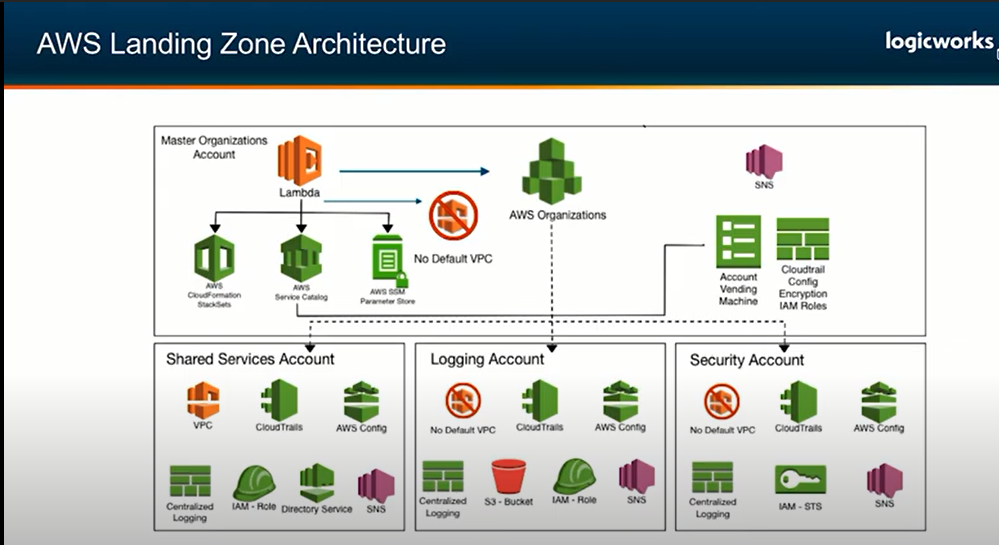 AWS Landing Zone Architecture
logicworks
Master Organizations
Account
Lambda
AWS Organizations
SNS
No Default VPC
AWS
CloudFormation
StackSets
AWS
Service Catalog
AWS SSM
Parameter Store
Account
Vending
Machine
Cloudtrail
Config
Encryption
IAM Roles
Shared Services Account
VPC
CloudTrails
AWS Config
Centralized
Logging
IAM - Role
Directory Service
SNS
Logging Account
No Default VPC
CloudTrails
AWS Config
Centralized
Logging
S3 - Bucket
IAM - Role
SNS
Security Account
No Default VPC
CloudTrails
AWS Config
Centralized
Logging
IAM - STS
SNS